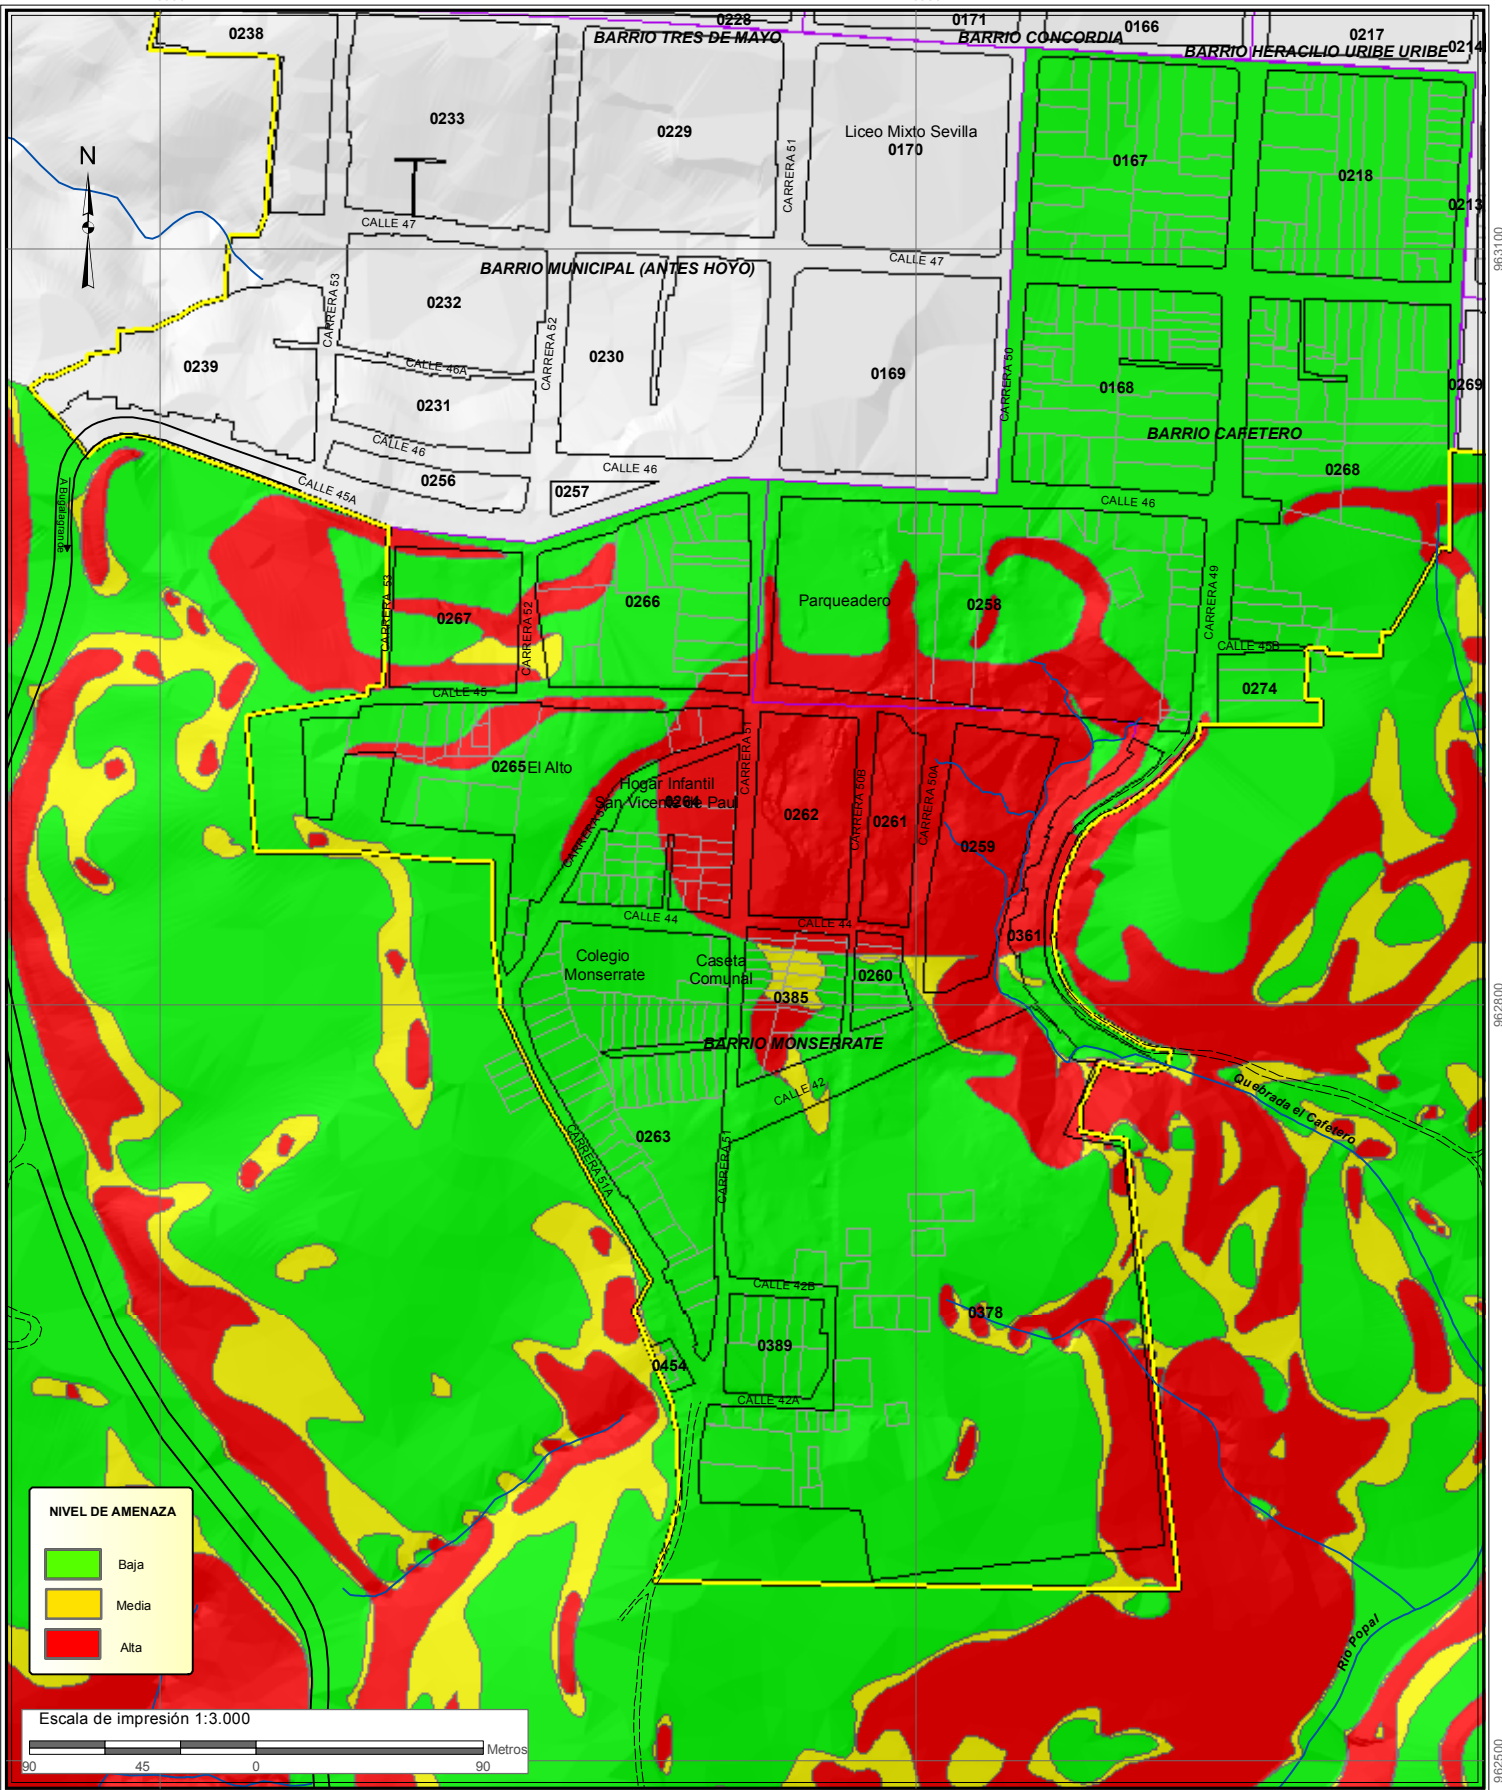 0238
0228
0171
0166
0217
0214
BARRIO TRES DE MAYO
BARRIO CONCORDIA
BARRIO HERACILIO URIBE URIBE
0233
0229
CARRERA 51
Liceo Mixto Sevilla
0170
0167
0218
0213
N
CALLE 47
CALLE 47
963100
BARRIO MUNICIPAL (ANTES HOYO)
CARRERA 53
0232
CARRERA 52
0230
0239
CALLE 46A
0169
CARRERA 50
0168
0269
0231
BARRIO CAFETERO
CALLE 46
CALLE 46
0268
0256
0257
CALLE 45A
CALLE 46
A Bugalagrande
CARRERA 53
0267
CARRERA 52
0266
Parqueadero
0258
CARRERA 49
CALLE 45B
CALLE 45
0274
CARRERA 51
0265
El Alto
Hogar Infantil
San Vicente de Paul
0264
0262
CARRERA 50B
0261
CARRERA 50A
0259
CARRERA 52
CALLE 44
CALLE 44
0361
Colegio
Monserrate
Caseta
Comunal
0260
0385
962800
BARRIO MONSERRATE
CALLE 42
Quebrada el Cafetero
0263
CARRERA 51A
CARRERA 51
CALLE 42B
0378
0389
0454
CALLE 42A
NIVEL DE AMENAZA
Baja
Media
Alta
Río Popal
Escala de impresión 1:3.000
Metros
90
45
0
90
962500